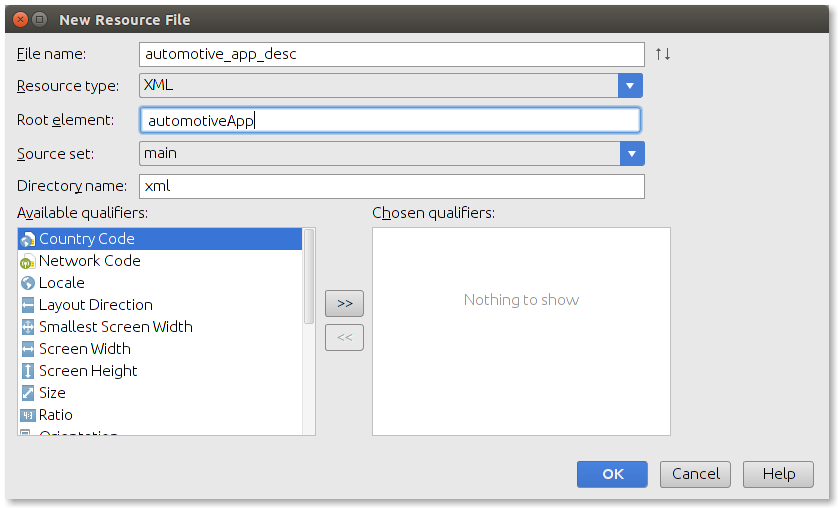 New Resource File
File name: automotive_app_desc
Resource type: XML
Root element: automotiveApp
Source set: main
Directory name: xml
Available qualifiers: Chosen qualifiers:
Country Code
Network Code
Locale
Layout Direction
Smallest Screen Width
Screen Width
Screen Height
Size
Ratio
Orientation
>>
<<
Nothing to show
OK Cancel Help